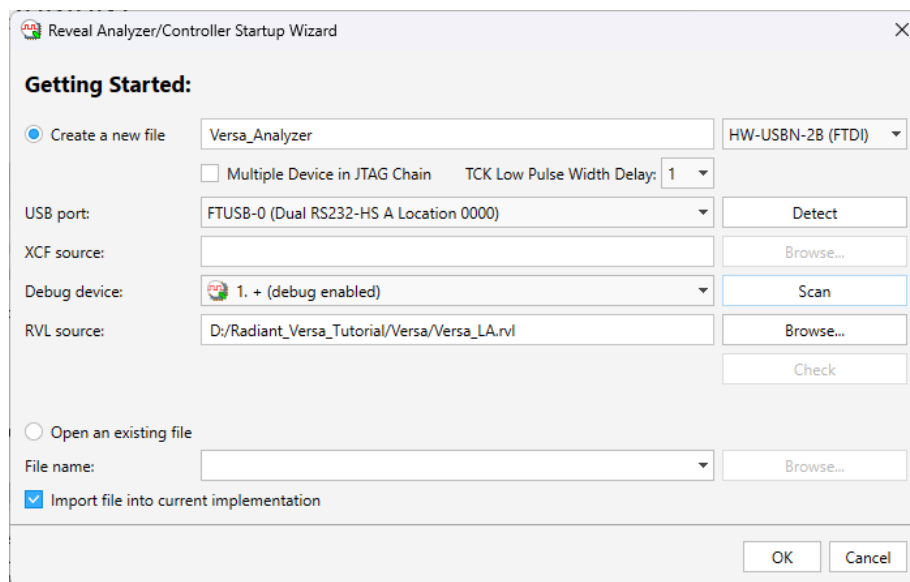 Reveal Analyzer/Controller Startup Wizard
Getting Started:
Create a new file Versa_Analyzer HW-USBN-2B (FTDI)
Multiple Device in JTAG Chain TCK Low Pulse Width Delay: 1
USB port: FTUSB-0 (Dual RS232-HS A Location 0000) Detect
XCF source: Browse...
Debug device: 1. + (debug enabled) Scan
RVL source: D:/Radiant_Versa_Tutorial/Versa/Versa_LA.rvl Browse...
Check
Open an existing file
File name: Browse...
Import file into current implementation
OK Cancel